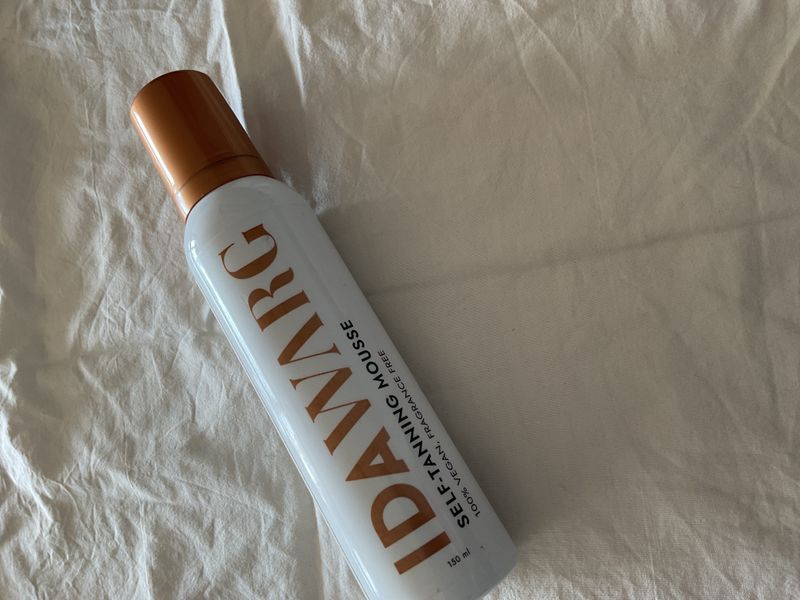 IDA WARG
SELF-TANNING MOUSSE
100% VEGAN, FRAGRANCE FREE
150 ml